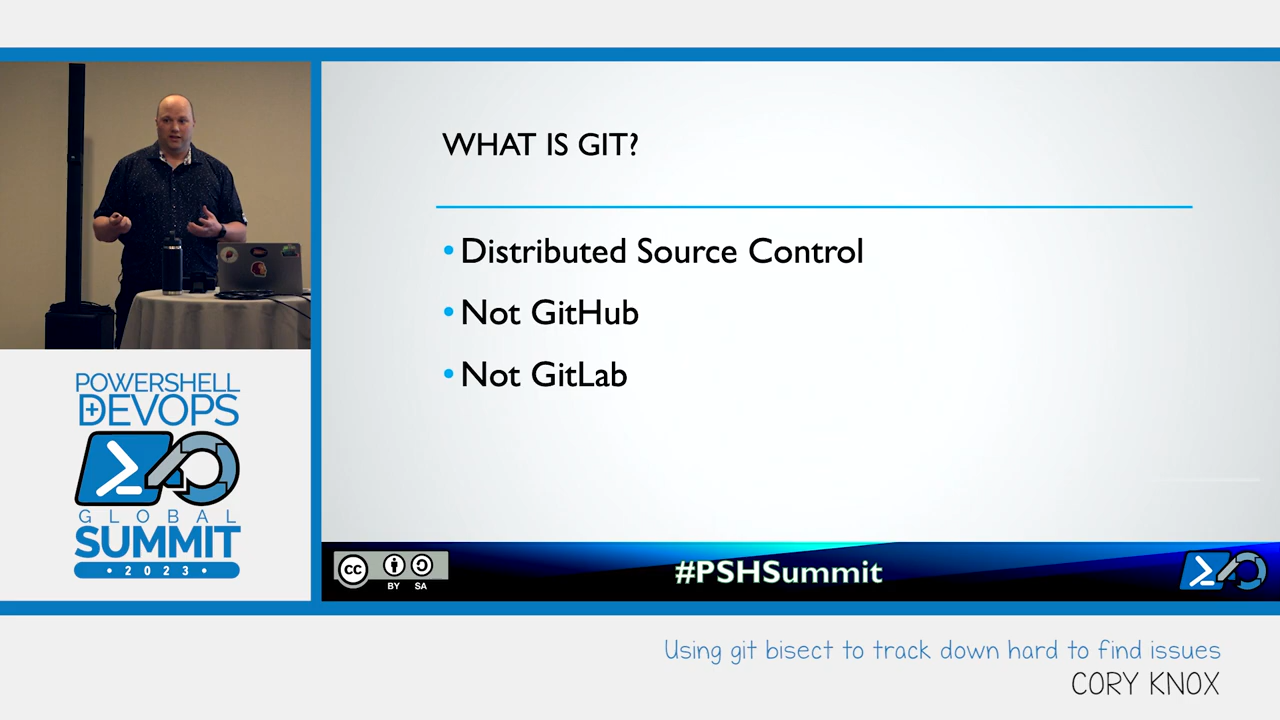 WHAT IS GIT?
• Distributed Source Control
• Not GitHub
• Not GitLab
POWERSHELL
+DEVOPS
GLOBAL
SUMMIT
• 2023 •
cc
BY SA
#PSHSummit
Using git bisect to track down hard to find issues
CORY KNOX